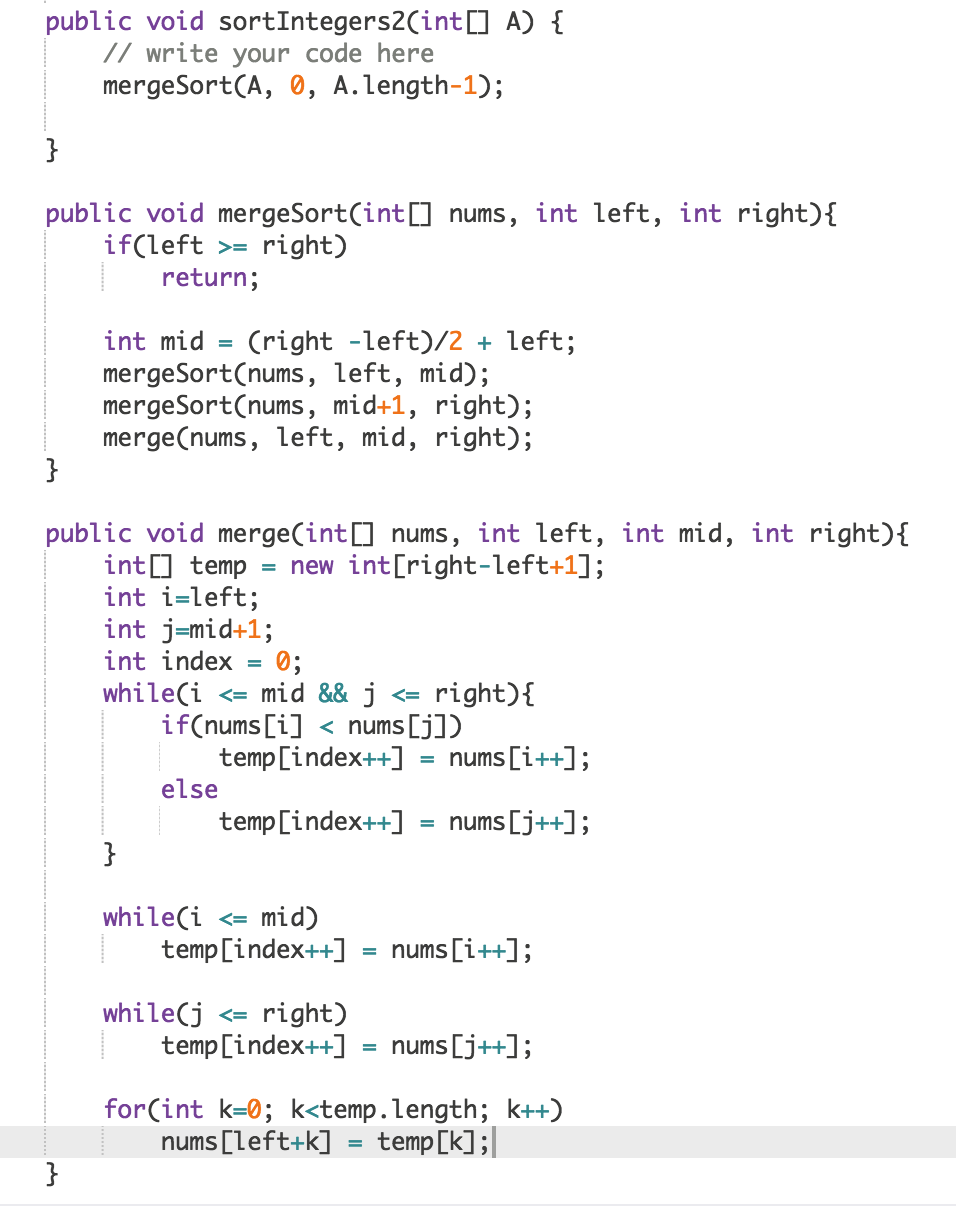 public void sortIntegers2(int[] A) {
    // write your code here
    mergeSort(A, 0, A.length-1);

}

public void mergeSort(int[] nums, int left, int right){
    if(left >= right)
        return;

    int mid = (right -left)/2 + left;
    mergeSort(nums, left, mid);
    mergeSort(nums, mid+1, right);
    merge(nums, left, mid, right);
}

public void merge(int[] nums, int left, int mid, int right){
    int[] temp = new int[right-left+1];
    int i=left;
    int j=mid+1;
    int index = 0;
    while(i <= mid && j <= right){
        if(nums[i] < nums[j])
            temp[index++] = nums[i++];
        else
            temp[index++] = nums[j++];
    }

    while(i <= mid)
        temp[index++] = nums[i++];

    while(j <= right)
        temp[index++] = nums[j++];

    for(int k=0; k<temp.length; k++)
        nums[left+k] = temp[k];
}